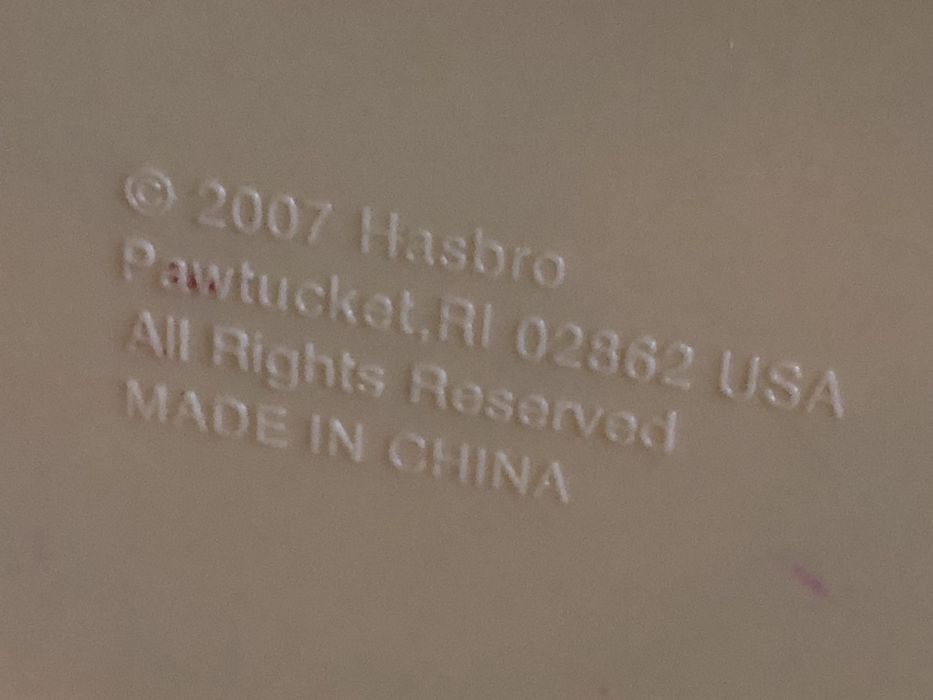 © 2007 Hasbro
Pawtucket,RI 02862 USA
All Rights Reserved
MADE IN CHINA